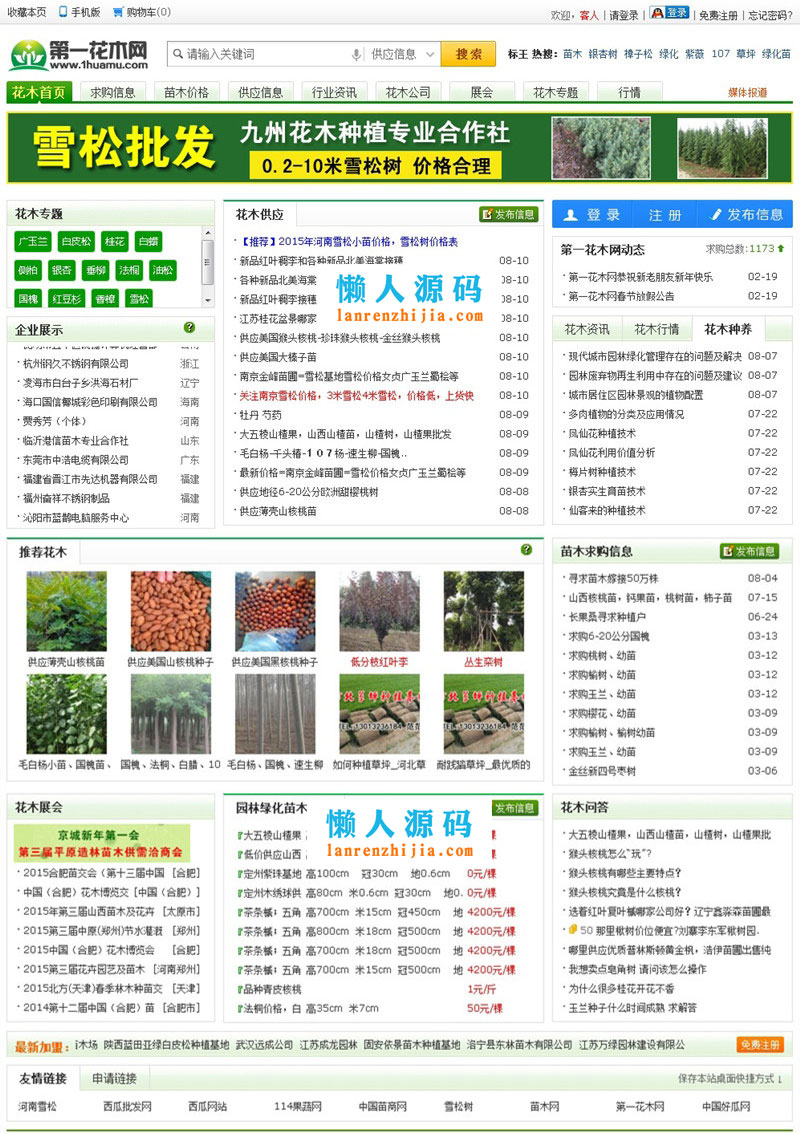 收藏本页 手机版 购物车(0)
欢迎, 客人 | 请登录 | 登录 | 免费注册 | 忘记密码?
第一花木网
www.1huamu.com
请输入关键词 供应信息 搜索
标王 热搜: 苗木 银杏树 樟子松 绿化 紫薇 107 草坪 绿化苗
花木首页 求购信息 苗木价格 供应信息 行业资讯 花木公司 展会 花木专题 行情 媒体报道
雪松批发
九州花木种植专业合作社
0.2-10米雪松树 价格合理
花木专题
广玉兰 白皮松 桂花 白蜡
侧柏 银杏 垂柳 法桐 油松
国槐 红豆杉 香樟 雪松
企业展示
杭州钢久不锈钢有限公司 浙江
凌海市白台子乡洪海石材厂 辽宁
海口国信馨城彩色印刷有限公司 海南
贾秀芳(个体) 河南
临沂港信苗木专业合作社 山东
东莞市中浩电缆有限公司 广东
福建省晋江市先达机器有限公司 福建
福州奋祥不锈钢制品 福建
沁阳市蓝鹊电脑服务中心 河南
花木供应 发布信息
【推荐】2015年河南雪松小苗价格,雪松树价格表
新品红叶稠李和各种新品北美海棠接穗 08-10
各种新品北美海棠 08-10
新品红叶稠李接穗 08-10
江苏桂花盆景哪家 08-10
供应美国猴头核桃-珍珠猴头核桃-金丝猴头核桃 08-10
供应美国大榛子苗 08-10
南京金峰苗圃=雪松基地雪松价格女贞广玉兰蜀桧等 08-10
关注南京雪松价格,3米雪松4米雪松,价格低,上货快 08-10
牡丹 芍药 08-09
大五棱山楂果,山西山楂苗,山楂树,山楂果批发 08-09
毛白杨-千头椿-107杨-速生柳-国槐.. 08-09
最新价格=南京金峰苗圃=雪松价格女贞广玉兰蜀桧等 08-09
供应地径6-20公分欧洲甜樱桃树 08-08
供应薄壳山核桃苗 08-08
懒人源码
lanrenzhijia.com
登录 注册 发布信息
第一花木网动态 求购总数:1173
第一花木网恭祝新老朋友新年快乐 02-19
第一花木网春节放假公告 02-19
花木资讯 花木行情 花木种养
现代城市园林绿化管理存在的问题及解决 08-07
园林废弃物再生利用中存在的问题及建议 08-07
城市居住区园林景观的植物配置 08-07
多肉植物的分类及应用情况 07-22
凤仙花种植技术 07-22
凤仙花利用价值分析 07-22
梅片树种植技术 07-22
银杏实生育苗技术 07-22
仙客来的种植技术 07-22
推荐花木
供应薄壳山核桃苗 供应美国山核桃种子 供应美国黑核桃种子 低分枝红叶李 丛生栾树
毛白杨小苗、国槐苗、 国槐、法桐、白腊、10 毛白杨、国槐、速生柳 如何种植草坪_河北草 耐践踏草坪_最优质的
苗木求购信息 发布信息
寻求苗木嫁接50万株 08-04
山西核桃苗,钙果苗,桃树苗,柿子苗 07-15
长果桑寻求种植户 06-24
求购6-20公分国槐 03-13
求购桃树、幼苗 03-12
求购榆树、幼苗 03-12
求购玉兰、幼苗 03-12
求购樱花、幼苗 03-09
求购榆树、榆树幼苗 03-09
求购玉兰、幼苗 03-09
金丝新四号枣树 03-06
花木展会
京城新年第一会
第三届平原造林苗木供需洽商会
2015合肥苗交会(第十三届中国 [合肥]
中国(合肥)花木博览交 [中国(合肥)]
2015年第三届山西苗木及花卉 [太原市]
2015第三届中原(郑州)节水灌溉 [郑州]
2015中国(合肥)花木博览会 [合肥]
2015第三届花卉园艺及苗木 [河南郑州]
2015北方(天津)春季林木种苗交 [天津]
2014第十二届中国(合肥)苗 [合肥市]
园林绿化苗木 发布信息
大五棱山楂果,
低价供应山西
定州紫珠基地 高100cm 冠30cm 地0.6cm 0元/棵
定州木绣球供 高80cm 米0.6cm 冠30cm 地0. 0元/棵
茶条槭:五角 高700cm 米15cm 冠450cm 地 4200元/棵
茶条槭:五角 高800cm 米18cm 冠500cm 地 4200元/棵
茶条槭:五角 高700cm 米18cm 冠500cm 地 4200元/棵
茶条槭:五角 高700cm 米15cm 冠500cm 地 4200元/棵
品种青皮核桃 1元/斤
法桐价格,白 高35cm 米7cm 50元/棵
懒人源码
lanrenzhijia.com
花木问答
大五棱山楂果,山西山楂苗,山楂树,山楂果批
猴头核桃怎么"玩"?
猴头核桃有哪些主要特点?
猴头核桃究竟是什么核桃?
选着红叶复叶槭哪家公司好?辽宁鑫淼森苗圃最
50 那里楸树价位便宜?刘寨李东军楸树园.
哪里供应优质普林斯顿黄金枫,浩伊苗圃出售纯
我想卖点皂角树 请问该怎么操作
为什么很多桂花开花不香
玉兰种子什么时间成熟 求解答
最新加盟: 木场 陕西蓝田亚绿白皮松种植基地 武汉远成公司 江苏成龙园林 固安依景苗木种植基地 洛宁县东林苗木有限公司 江苏万绿园林建设有限公 免费注册
友情链接 申请链接 保存本站桌面快捷方式↓
河南雪松 西瓜批发网 西瓜网站 114果蔬网 中国苗商网 雪松树 苗木网 第一花木网 中国好瓜网